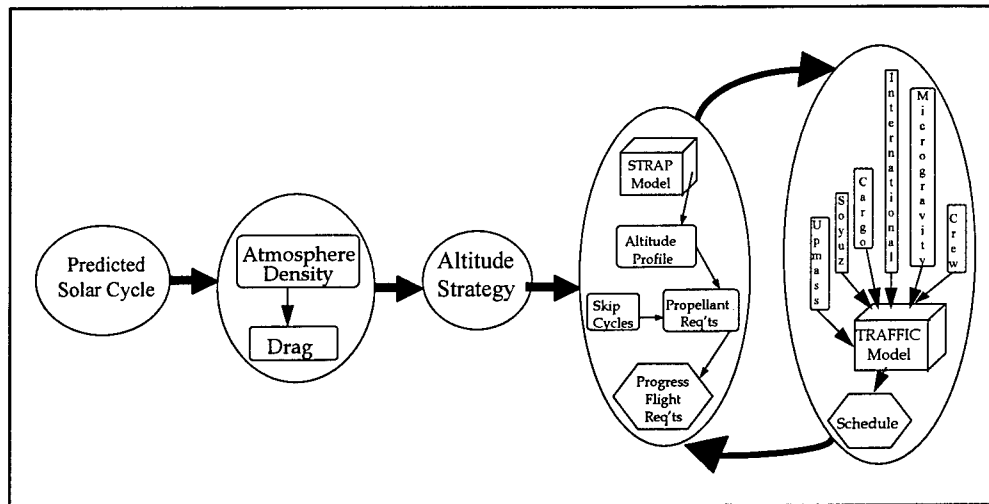 Predicted
Solar Cycle
Atmosphere
Density
Drag
Altitude
Strategy
STRAP
Model
Altitude
Profile
Skip
Cycles
Propellant
Req'ts
Progress
Flight
Req'ts
Upmass
Soyuz
Cargo
International
Microgravity
Crew
TRAFFIC
Model
Schedule